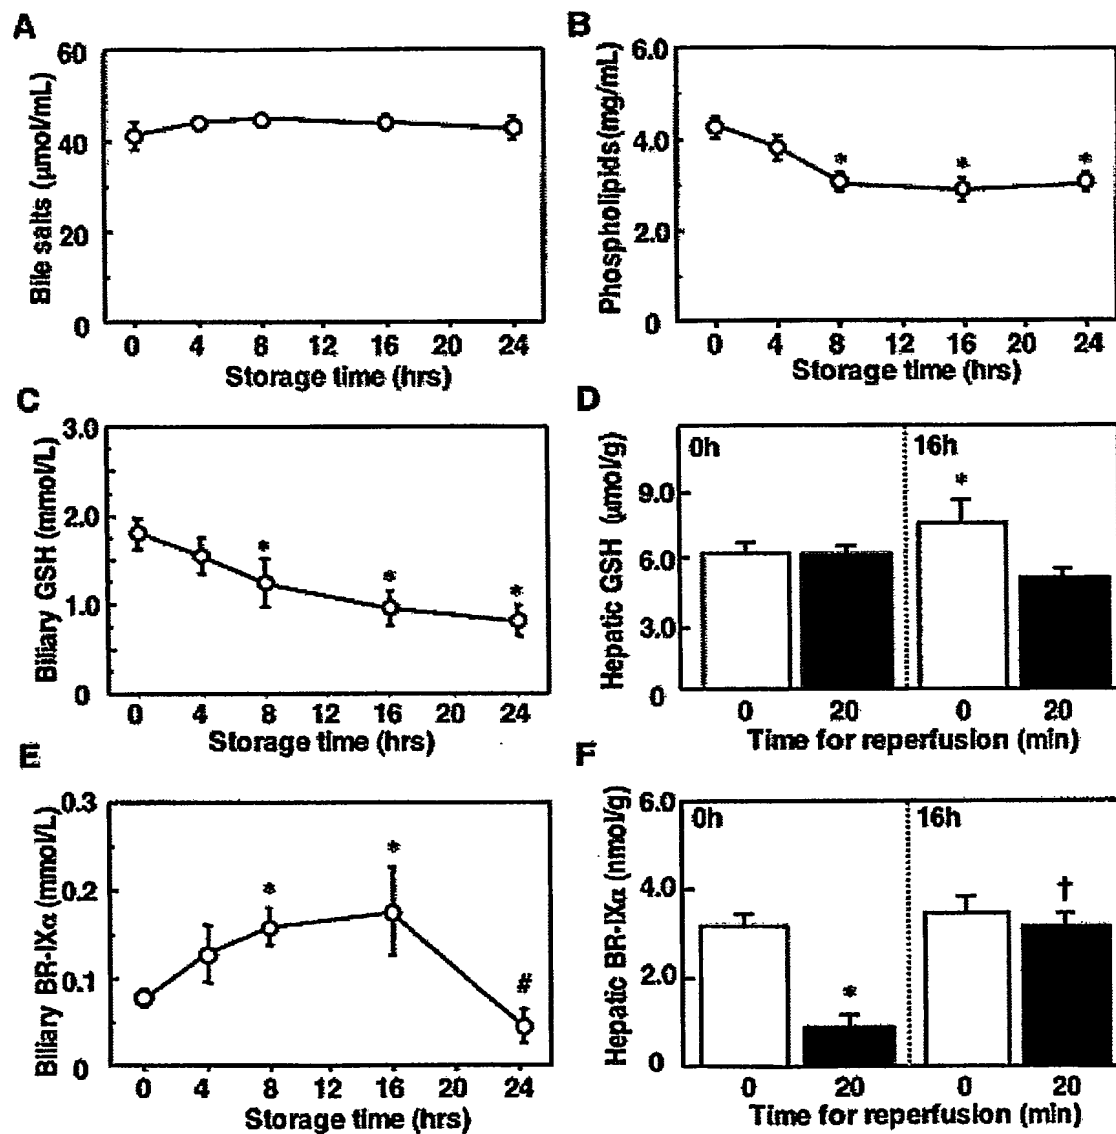 A
Bile salts (μmol/mL)
60
40
20
0
0 4 8 12 16 20 24
Storage time (hrs)
B
Phospholipids(mg/mL)
6.0
4.0
2.0
0
* * *
0 4 8 12 16 20 24
Storage time (hrs)
C
Biliary GSH (mmol/L)
3.0
2.0
1.0
0
* * *
0 4 8 12 16 20 24
Storage time (hrs)
D
Hepatic GSH (μmol/g)
9.0
6.0
3.0
0
0h 16h
*
0 20 0 20
Time for reperfusion (min)
E
Biliary BR-IXα (mmol/L)
0.3
0.2
0.1
0
* * #
0 4 8 12 16 20 24
Storage time (hrs)
F
Hepatic BR-IXα (nmol/g)
6.0
4.0
2.0
0
0h 16h
* †
0 20 0 20
Time for reperfusion (min)